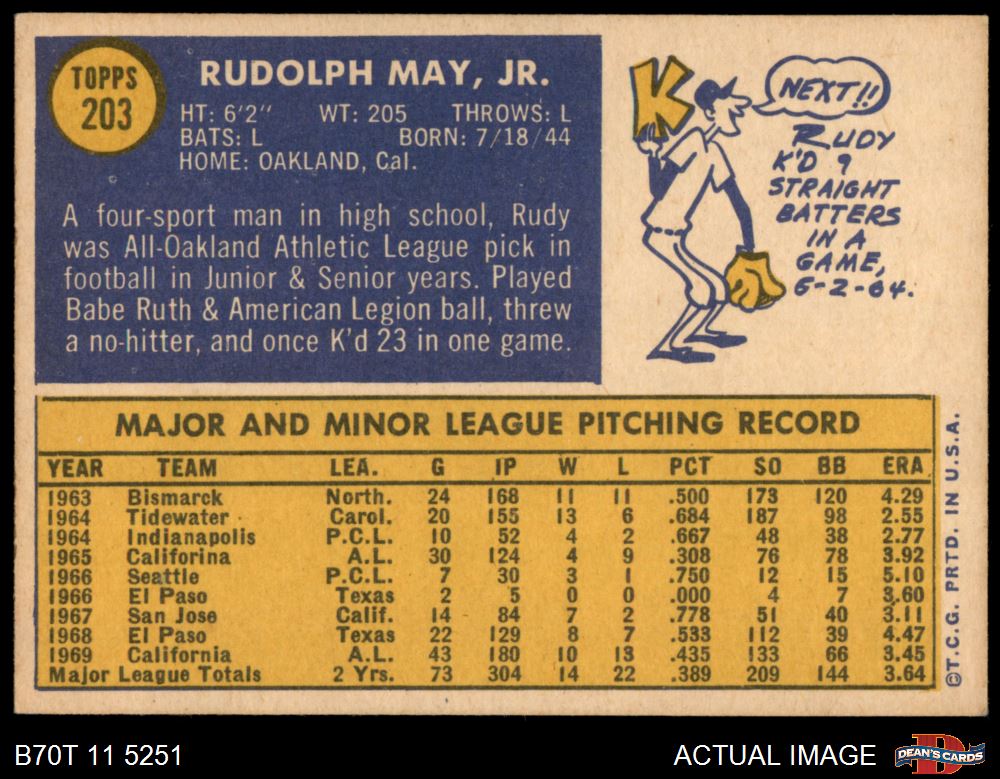 TOPPS
203
RUDOLPH MAY, JR.
HT: 6'2" WT: 205 THROWS: L
BATS: L BORN: 7/18/44
HOME: OAKLAND, Cal.
A four-sport man in high school, Rudy
was All-Oakland Athletic League pick in
football in Junior & Senior years. Played
Babe Ruth & American Legion ball, threw
a no-hitter, and once K'd 23 in one game.
K
NEXT!!
RUDY
K'D 9
STRAIGHT
BATTERS
IN A
GAME,
6-2-64.
MAJOR AND MINOR LEAGUE PITCHING RECORD
YEAR TEAM LEA. G IP W L PCT SO BB ERA
1963 Bismarck North. 24 168 11 11 .500 173 120 4.29
1964 Tidewater Carol. 20 155 13 6 .684 187 98 2.55
1964 Indianapolis P.C.L. 10 52 4 2 .667 48 38 2.77
1965 Califorina A.L. 30 124 4 9 .308 76 78 3.92
1966 Seattle P.C.L. 7 30 3 1 .750 12 15 5.10
1966 El Paso Texas 2 5 0 0 .000 4 7 3.60
1967 San Jose Calif. 14 84 7 2 .778 51 40 3.11
1968 El Paso Texas 22 129 8 7 .533 112 39 4.47
1969 California A.L. 43 180 10 13 .435 133 66 3.45
Major League Totals 2 Yrs. 73 304 14 22 .389 209 144 3.64
©T.C.G. PRTD. IN U.S.A.
B70T 11 5251
ACTUAL IMAGE
D
DEAN'S CARDS